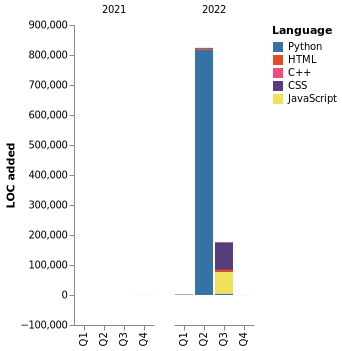 2021
2022
Language
Python
HTML
C++
CSS
JavaScript
LOC added
900,000
800,000
700,000
600,000
500,000
400,000
300,000
200,000
100,000
0
−100,000
Q1
Q2
Q3
Q4
Q1
Q2
Q3
Q4